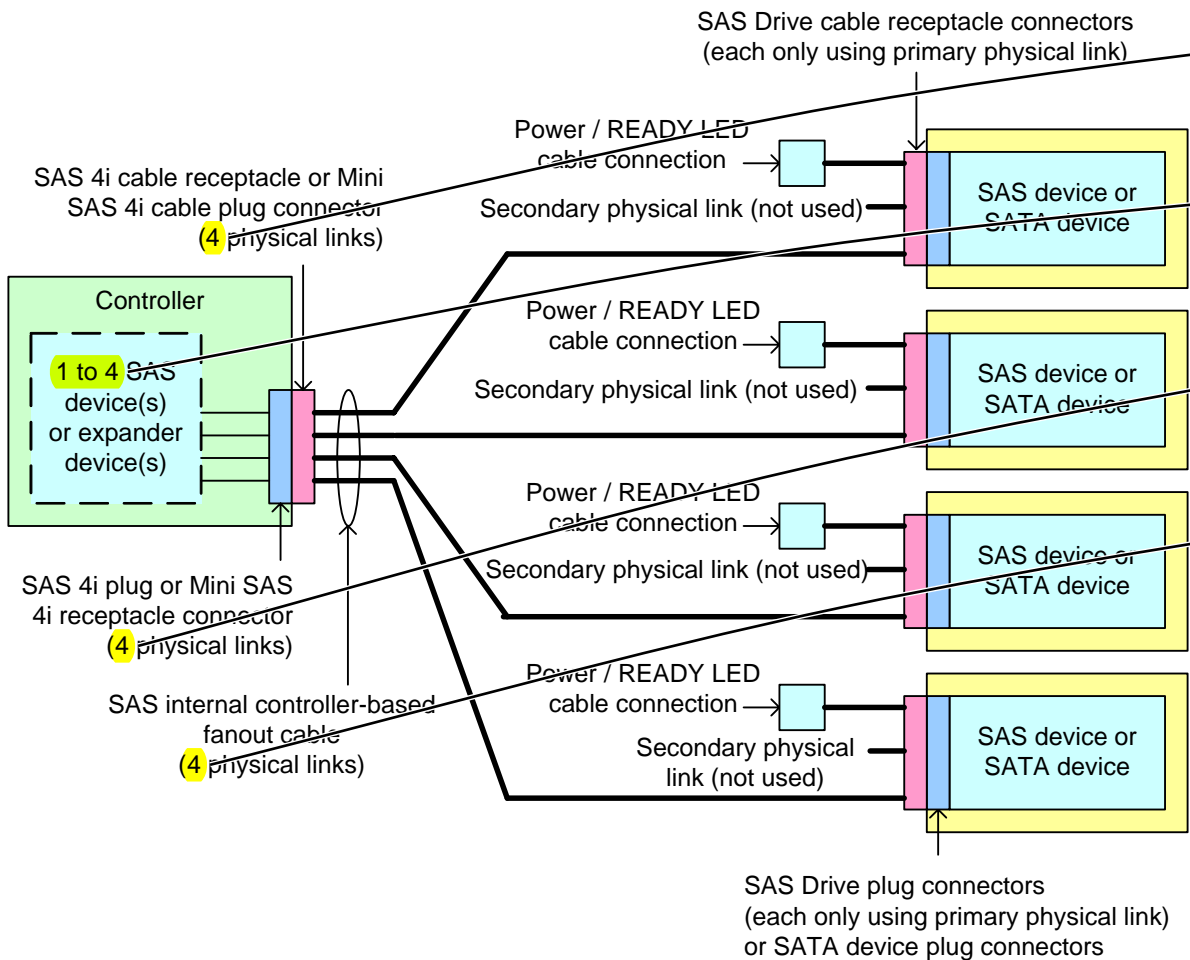 SAS Drive cable receptacle connectors
(each only using primary physical link)
Power / READY LED
cable connection
SAS 4i cable receptacle or Mini
SAS 4i cable plug connector
(4 physical links)
Secondary physical link (not used)
SAS device or
SATA device
Controller
1 to 4 SAS
device(s)
or expander
device(s)
Power / READY LED
cable connection
Secondary physical link (not used)
SAS device or
SATA device
Power / READY LED
cable connection
Secondary physical link (not used)
SAS device or
SATA device
SAS 4i plug or Mini SAS
4i receptacle connector
(4 physical links)
SAS internal controller-based
fanout cable
(4 physical links)
Power / READY LED
cable connection
Secondary physical
link (not used)
SAS device or
SATA device
SAS Drive plug connectors
(each only using primary physical link)
or SATA device plug connectors